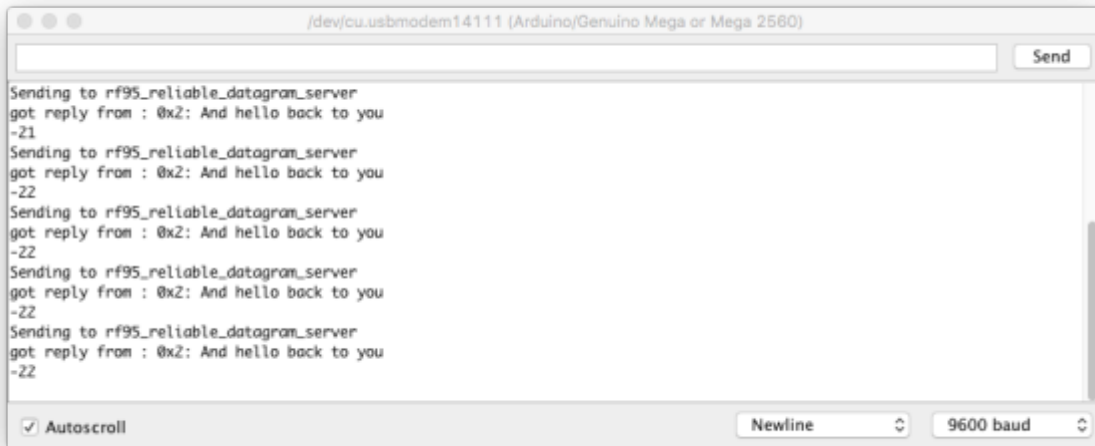 /dev/cu.usbmodem14111 (Arduino/Genuino Mega or Mega 2560)
Send
Sending to rf95_reliable_datagram_server
got reply from : 0x2: And hello back to you
-21
Sending to rf95_reliable_datagram_server
got reply from : 0x2: And hello back to you
-22
Sending to rf95_reliable_datagram_server
got reply from : 0x2: And hello back to you
-22
Sending to rf95_reliable_datagram_server
got reply from : 0x2: And hello back to you
-22
Sending to rf95_reliable_datagram_server
got reply from : 0x2: And hello back to you
-22
Autoscroll Newline 9600 baud